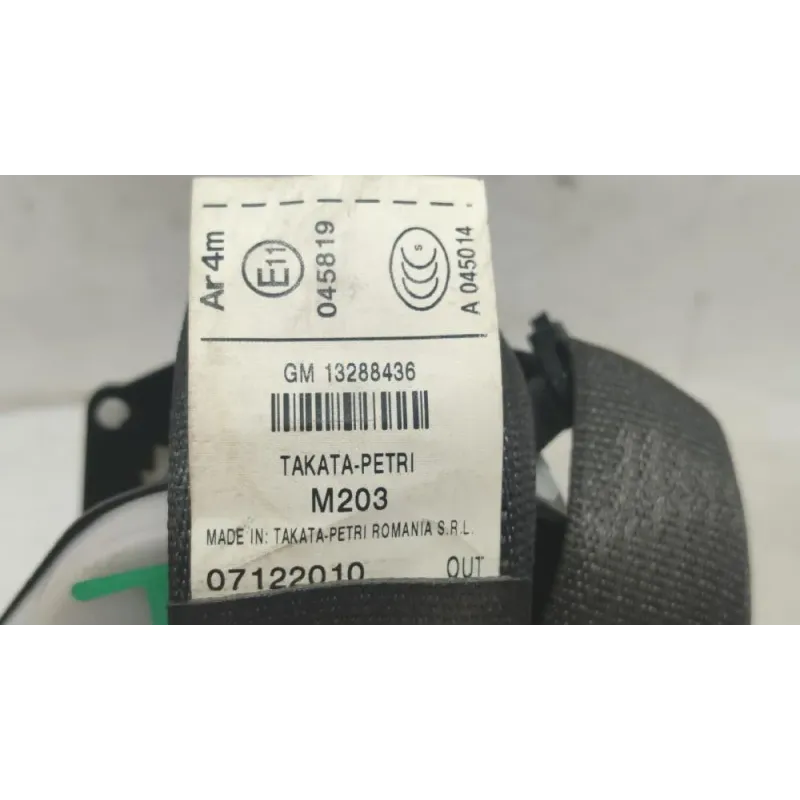 Ar4m
E11
045819
S
A 045014
GM 13288436
TAKATA-PETRI
M203
MADE IN: TAKATA-PETRI ROMANIA S.R.L.
07122010 OUT